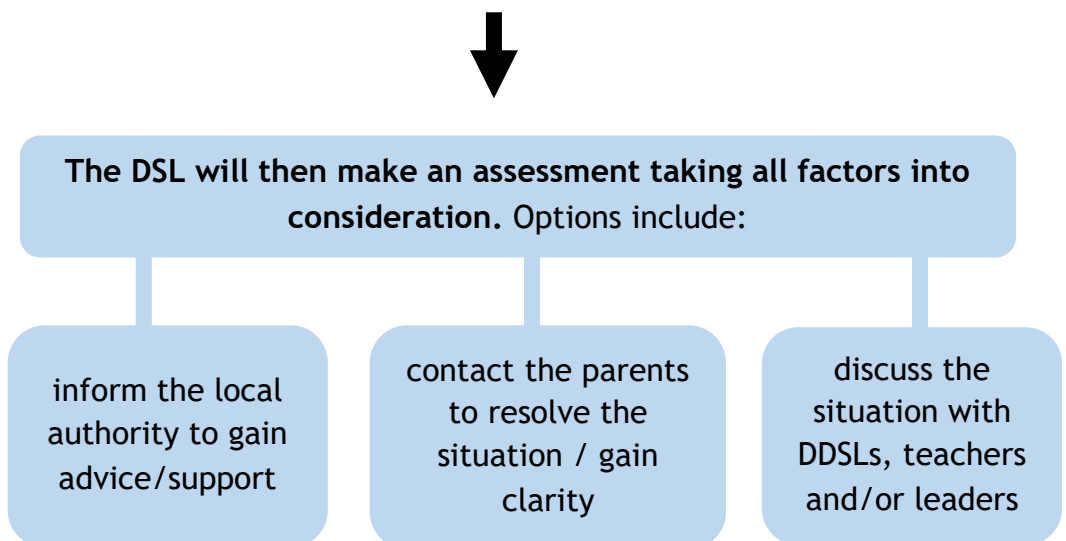 The DSL will then make an assessment taking all factors into
consideration. Options include:
inform the local
authority to gain
advice/support
contact the parents
to resolve the
situation / gain
clarity
discuss the
situation with
DDSLs, teachers
and/or leaders